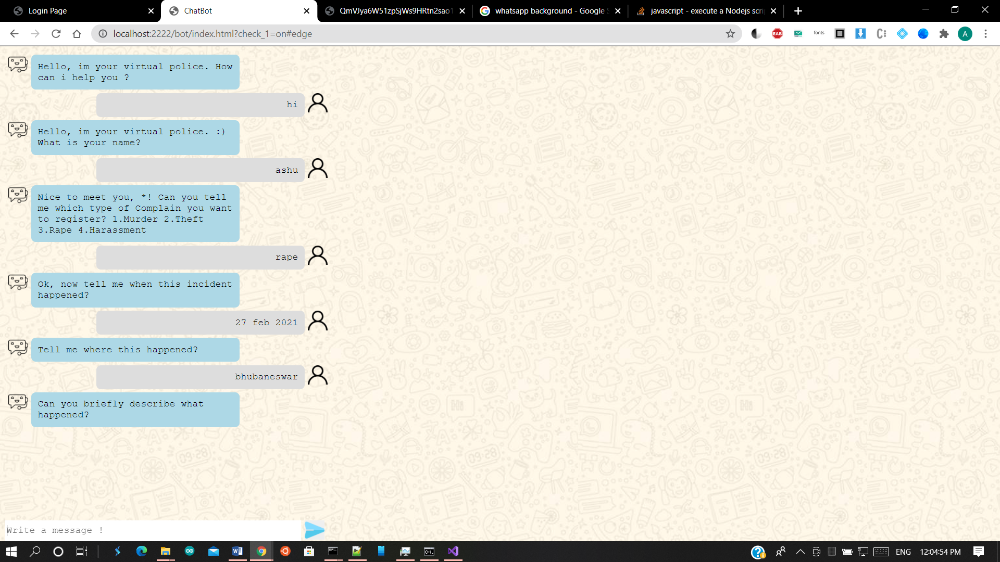 Login Page
ChatBot
QmVJya6W51zpSjWs9HRtn2sao1
whatsapp background - Google S
javascript - execute a Nodejs scri
localhost:2222/bot/index.html?check_1=on#edge
EAB
fonts
A
Hello, im your virtual police. How
can i help you ?
hi
Hello, im your virtual police. :)
What is your name?
ashu
Nice to meet you, *! Can you tell
me which type of Complain you want
to register? 1.Murder 2.Theft
3.Rape 4.Harassment
rape
Ok, now tell me when this incident
happened?
27 feb 2021
Tell me where this happened?
bhubaneswar
Can you briefly describe what
happened?
Write a message !
ENG
12:04:54 PM